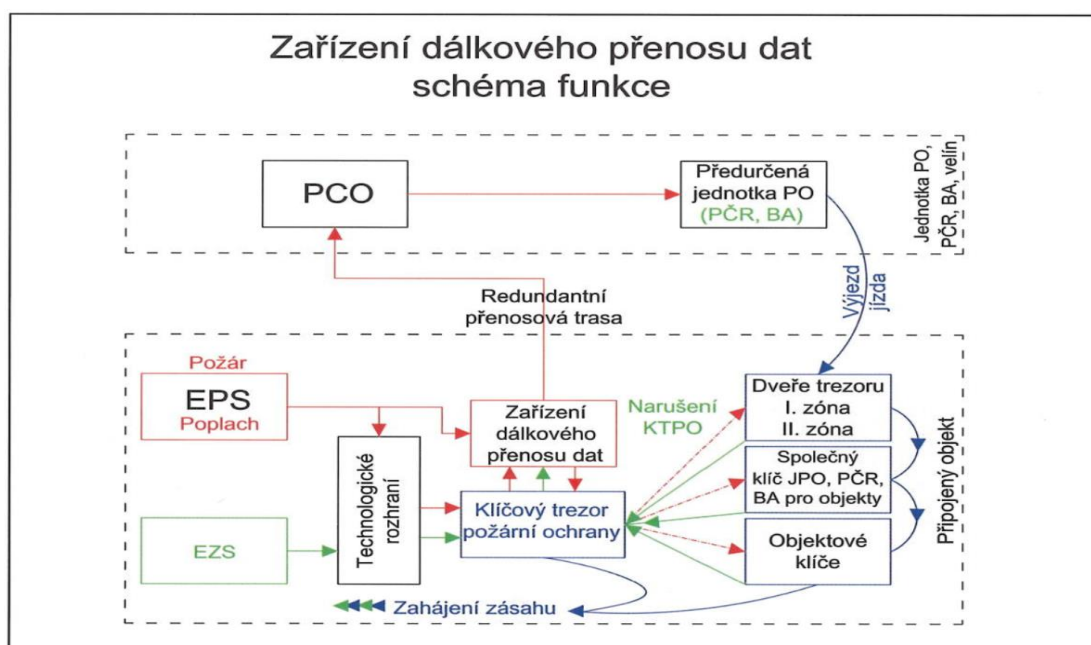 Zařízení dálkového přenosu dat
schéma funkce
PCO
Předurčená
jednotka PO
(PČR, BA)
Jednotka PO,
PČR, BA, velín
Výjezd
jízda
Redundantní
přenosová trasa
Požár
EPS
Poplach
Zařízení
dálkového
přenosu dat
Narušení
KTPO
Dveře trezoru
I. zóna
II. zóna
Společný
klíč JPO, PČR,
BA pro objekty
Objektové
klíče
Připojený objekt
Technologické
rozhraní
Klíčový trezor
požární ochrany
EZS
Zahájení zásahu